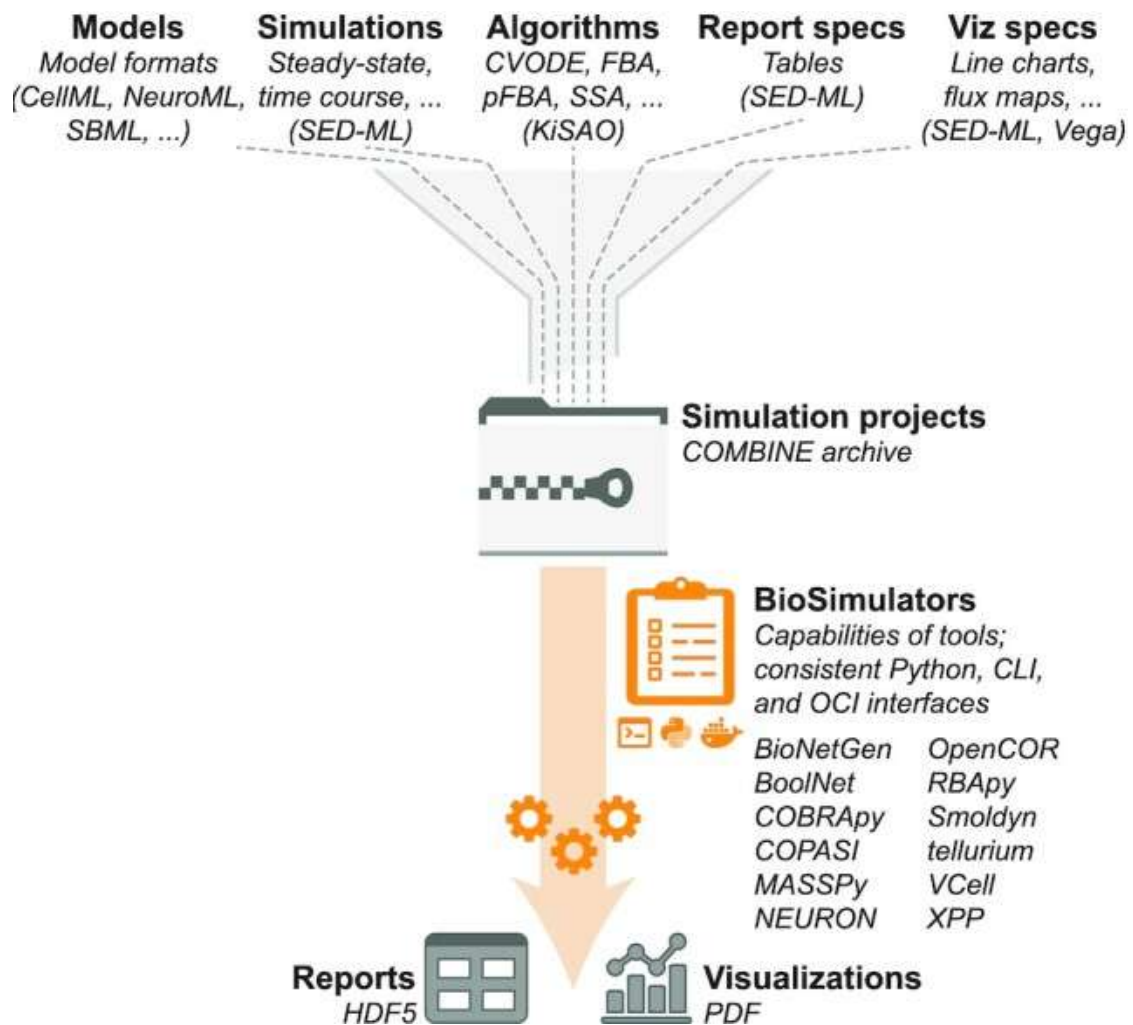 Models
Model formats
(CellML, NeuroML,
SBML, ...)
Simulations
Steady-state,
time course, ...
(SED-ML)
Algorithms
CVODE, FBA,
pFBA, SSA, ...
(KiSAO)
Report specs
Tables
(SED-ML)
Viz specs
Line charts,
flux maps, ...
(SED-ML, Vega)
Simulation projects
COMBINE archive
BioSimulators
Capabilities of tools;
consistent Python, CLI,
and OCI interfaces
BioNetGen
BoolNet
COBRApy
COPASI
MASSPy
NEURON
OpenCOR
RBApy
Smoldyn
tellurium
VCell
XPP
Reports
HDF5
Visualizations
PDF